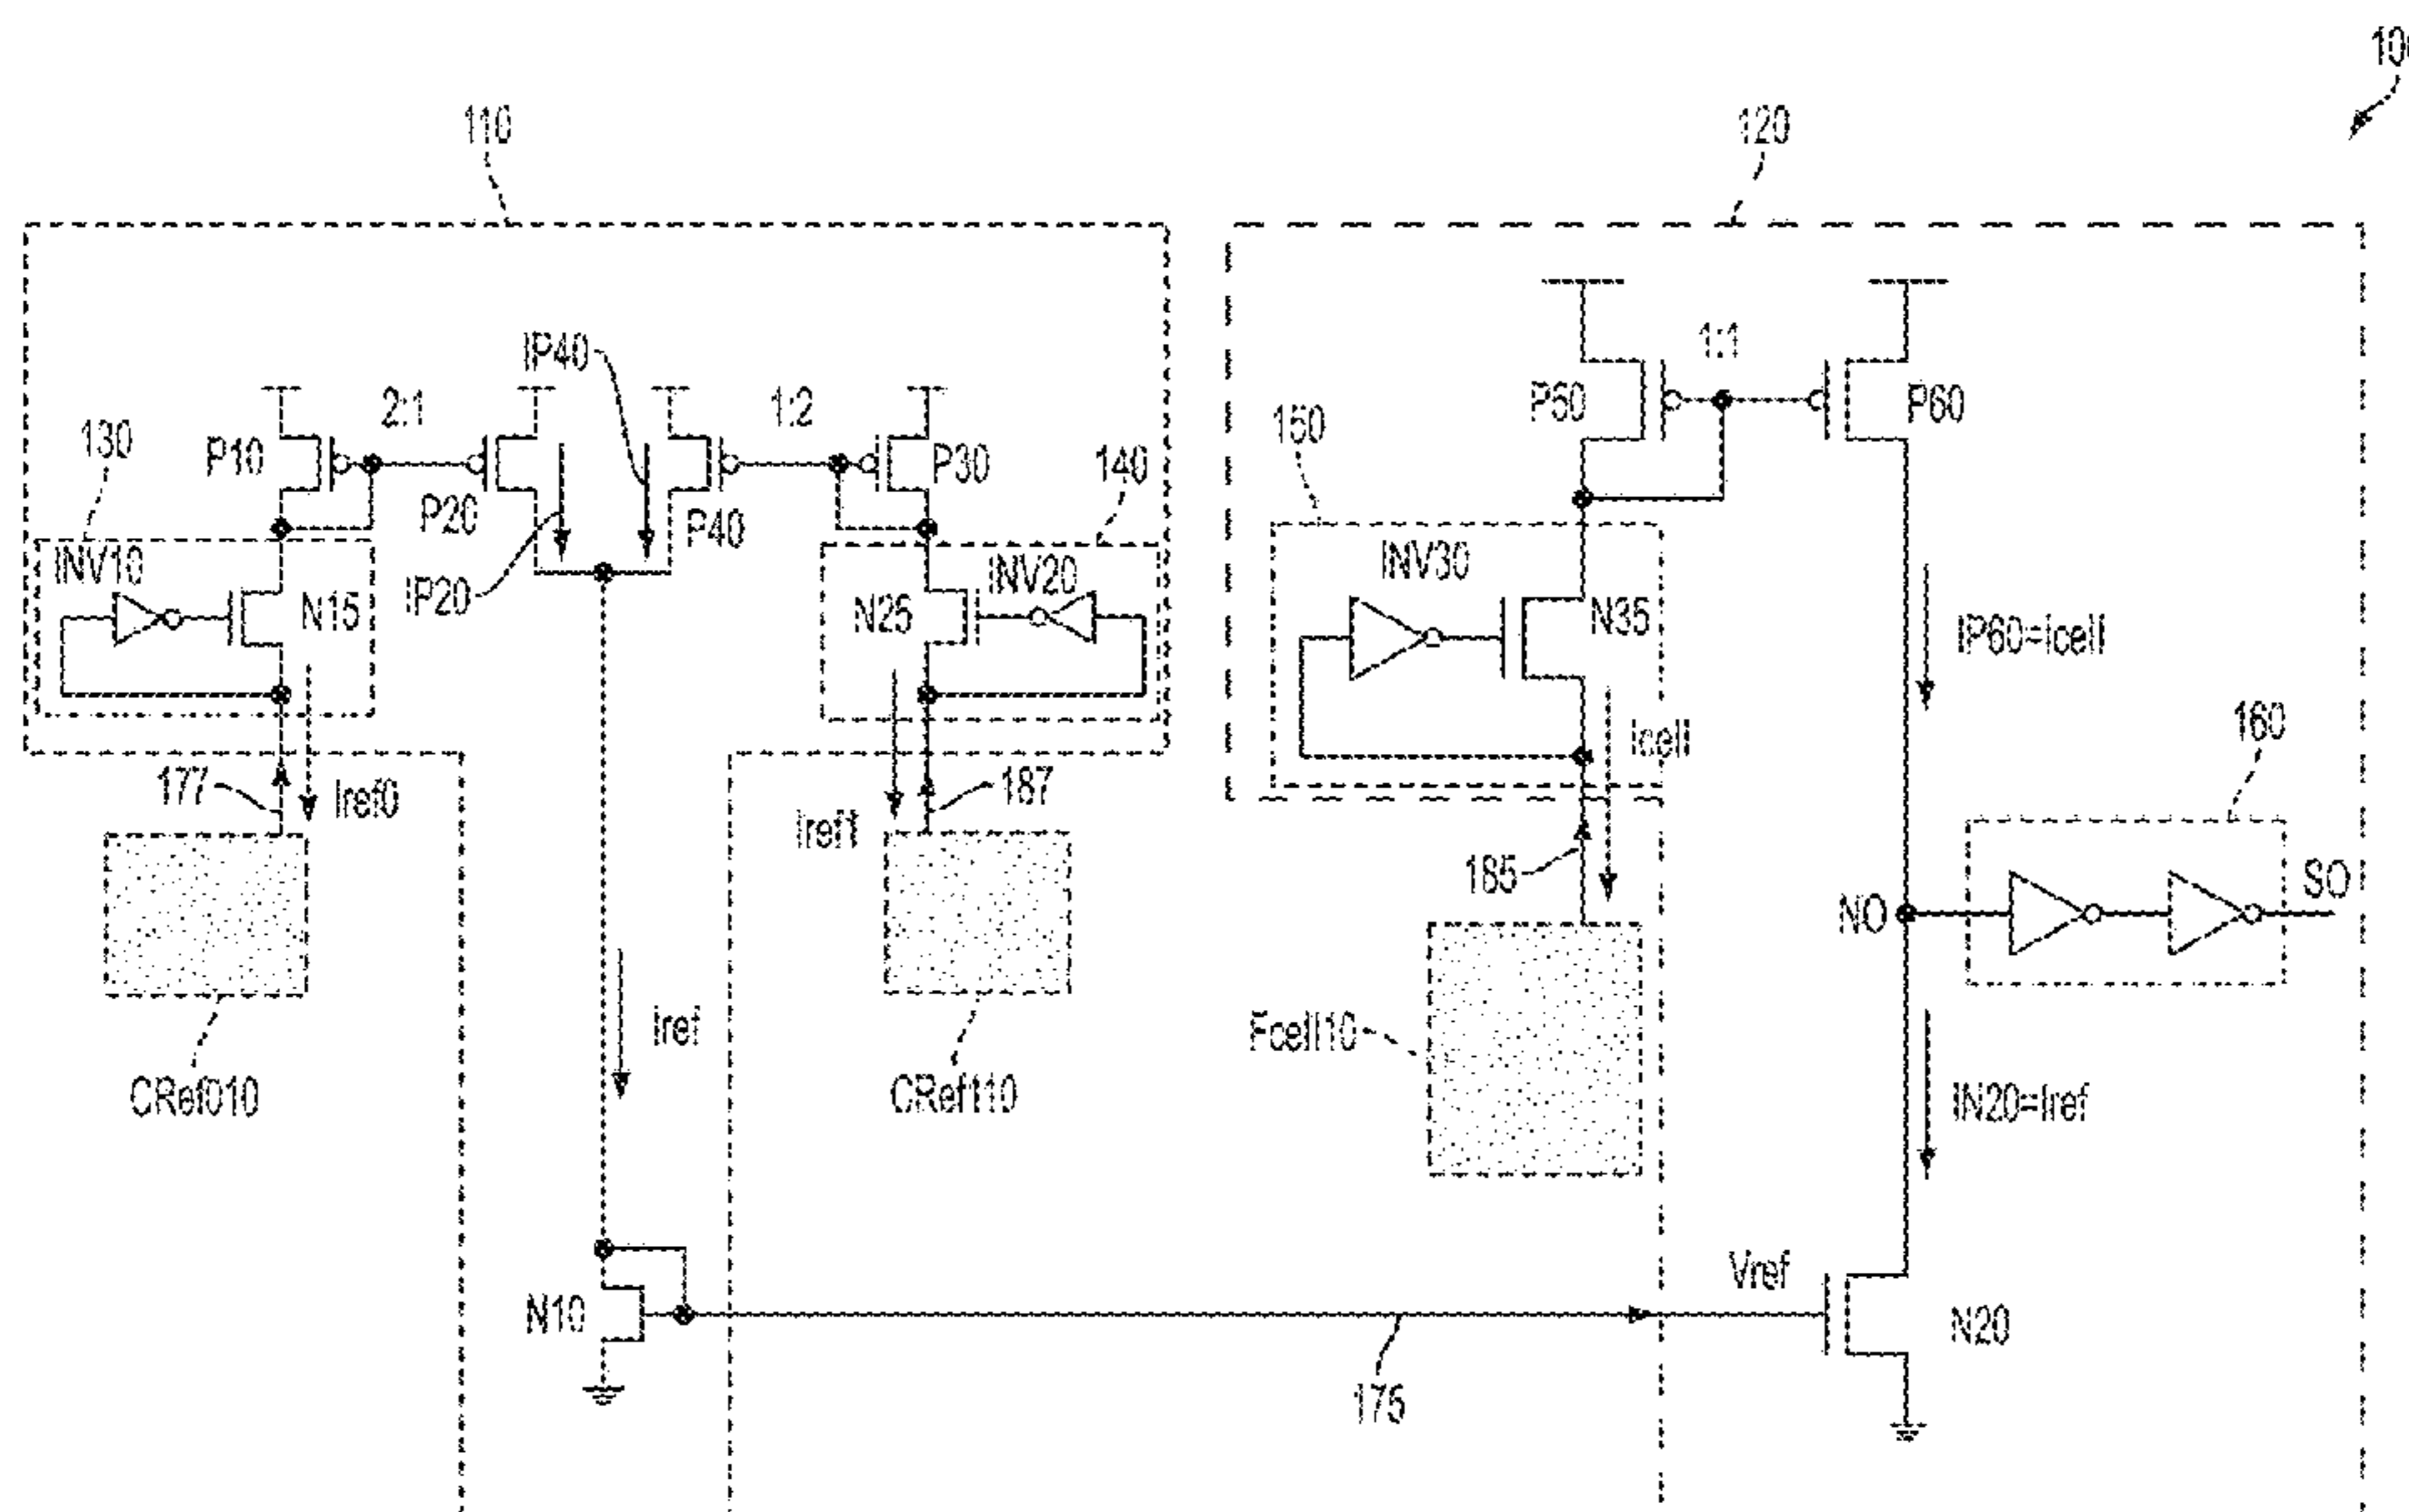 110
120
IP40
2:1
1:2
1:1
130
P10
P30
140
150
P50
P60
P20
P40
INV10
IP20
INV20
INV30
N15
N25
N35
IP60=Icell
160
Icell
177
Iref0
187
Iref1
185
NO
SO
Iref
Fcell10
CRef010
CRef110
IN20=Iref
Vref
N10
N20
175